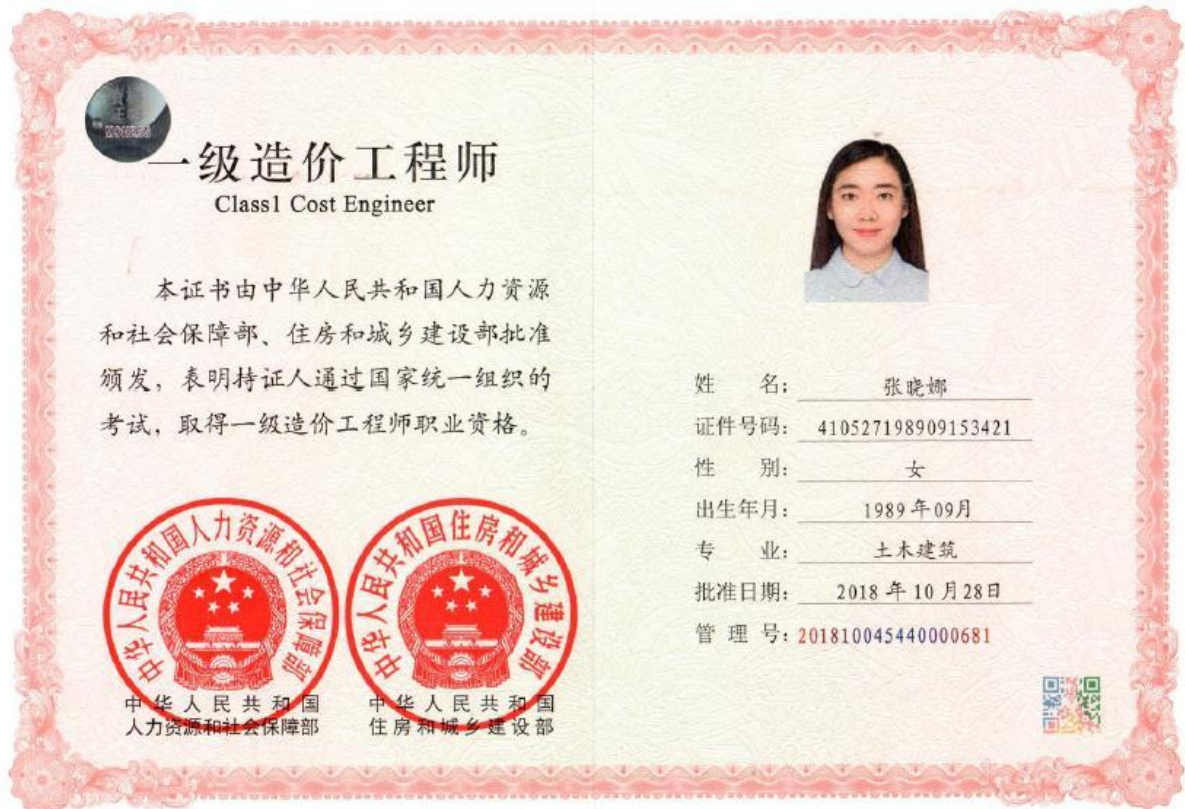 一级造价工程师
Class1 Cost Engineer
本证书由中华人民共和国人力资源
和社会保障部、住房和城乡建设部批准
颁发，表明持证人通过国家统一组织的
考试，取得一级造价工程师职业资格。
中华人民共和国人力资源和社会保障部
中华人民共和国住房和城乡建设部
中华人民共和国
人力资源和社会保障部
中华人民共和国
住房和城乡建设部
姓 名： 张晓娜
证件号码： 410527198909153421
性 别： 女
出生年月： 1989年09月
专 业： 土木建筑
批准日期： 2018年10月28日
管 理 号：201810045440000681